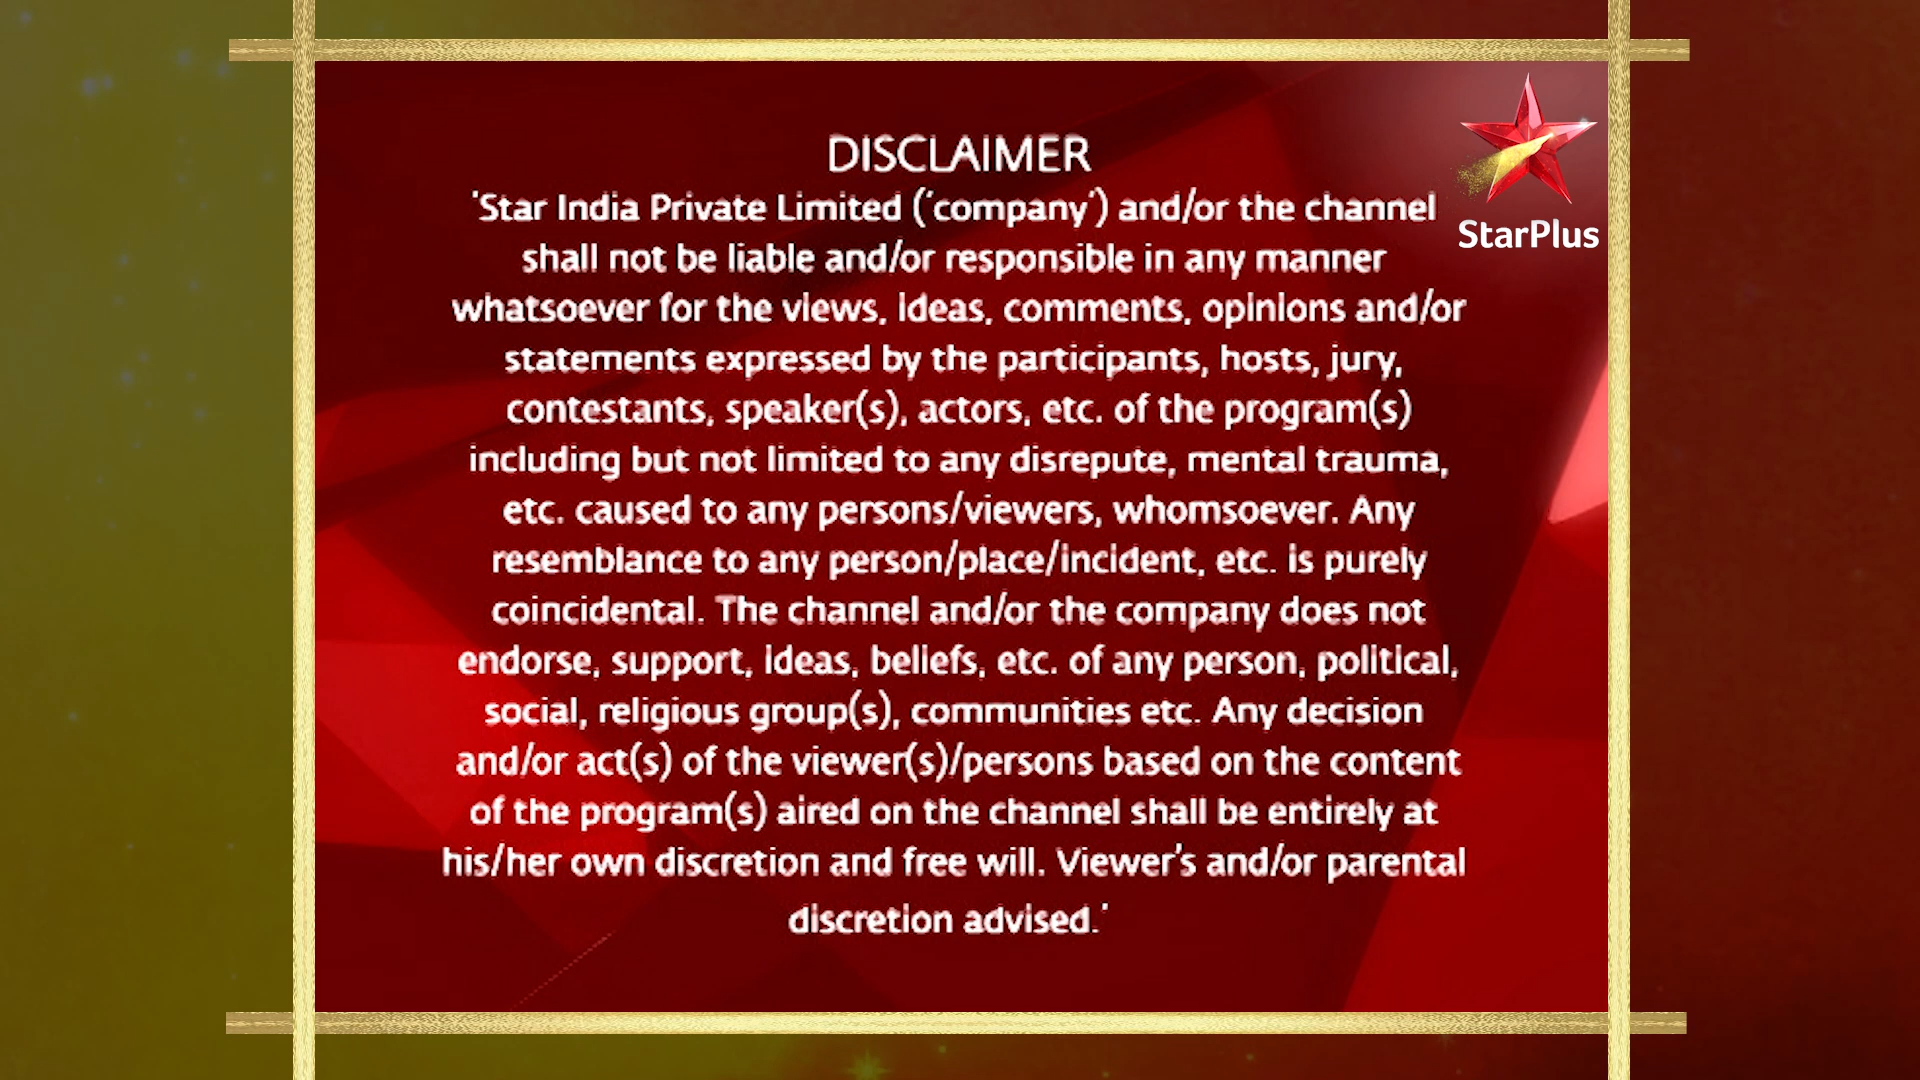 DISCLAIMER
'Star India Private Limited ('company') and/or the channel
shall not be liable and/or responsible in any manner
whatsoever for the views, ideas, comments, opinions and/or
statements expressed by the participants, hosts, jury,
contestants, speaker(s), actors, etc. of the program(s)
including but not limited to any disrepute, mental trauma,
etc. caused to any persons/viewers, whomsoever. Any
resemblance to any person/place/incident, etc. is purely
coincidental. The channel and/or the company does not
endorse, support, ideas, beliefs, etc. of any person, political,
social, religious group(s), communities etc. Any decision
and/or act(s) of the viewer(s)/persons based on the content
of the program(s) aired on the channel shall be entirely at
his/her own discretion and free will. Viewer's and/or parental
discretion advised.'
StarPlus